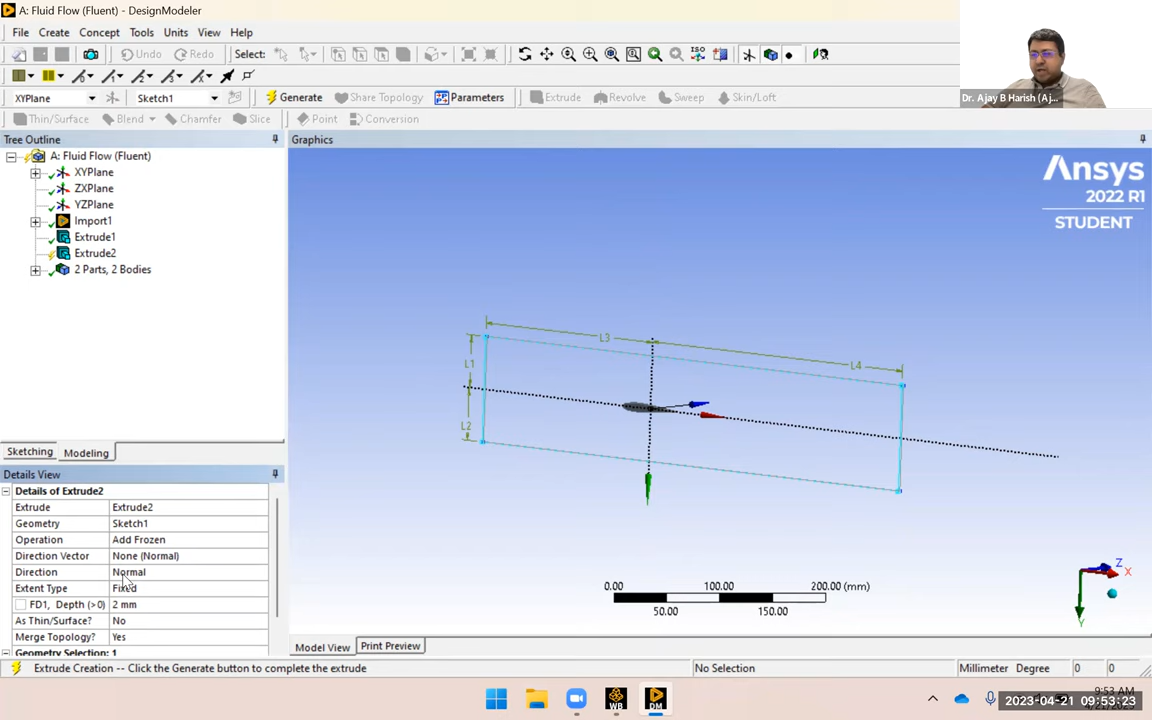 A: Fluid Flow (Fluent) - DesignModeler
File Create Concept Tools Units View Help
Undo Redo Select:
XYPlane Sketch1 Generate Share Topology Parameters Extrude Revolve Sweep Skin/Loft
Thin/Surface Blend Chamfer Slice Point Conversion
Dr. Ajay B Harish (Aj...
Tree Outline
A: Fluid Flow (Fluent)
XYPlane
ZXPlane
YZPlane
Import1
Extrude1
Extrude2
2 Parts, 2 Bodies
Sketching Modeling
Details View
Details of Extrude2
Extrude Extrude2
Geometry Sketch1
Operation Add Frozen
Direction Vector None (Normal)
Direction Normal
Extent Type Fixed
FD1, Depth (>0) 2 mm
As Thin/Surface? No
Merge Topology? Yes
Geometry Selection: 1
Graphics
Ansys
2022 R1
STUDENT
L3
L1
L4
L2
0.00 100.00 200.00 (mm)
50.00 150.00
Z
X
Y
Model View Print Preview
Extrude Creation -- Click the Generate button to complete the extrude No Selection Millimeter Degree 0 0
WB DM
9:53 AM
2023-04-21 09:53:23